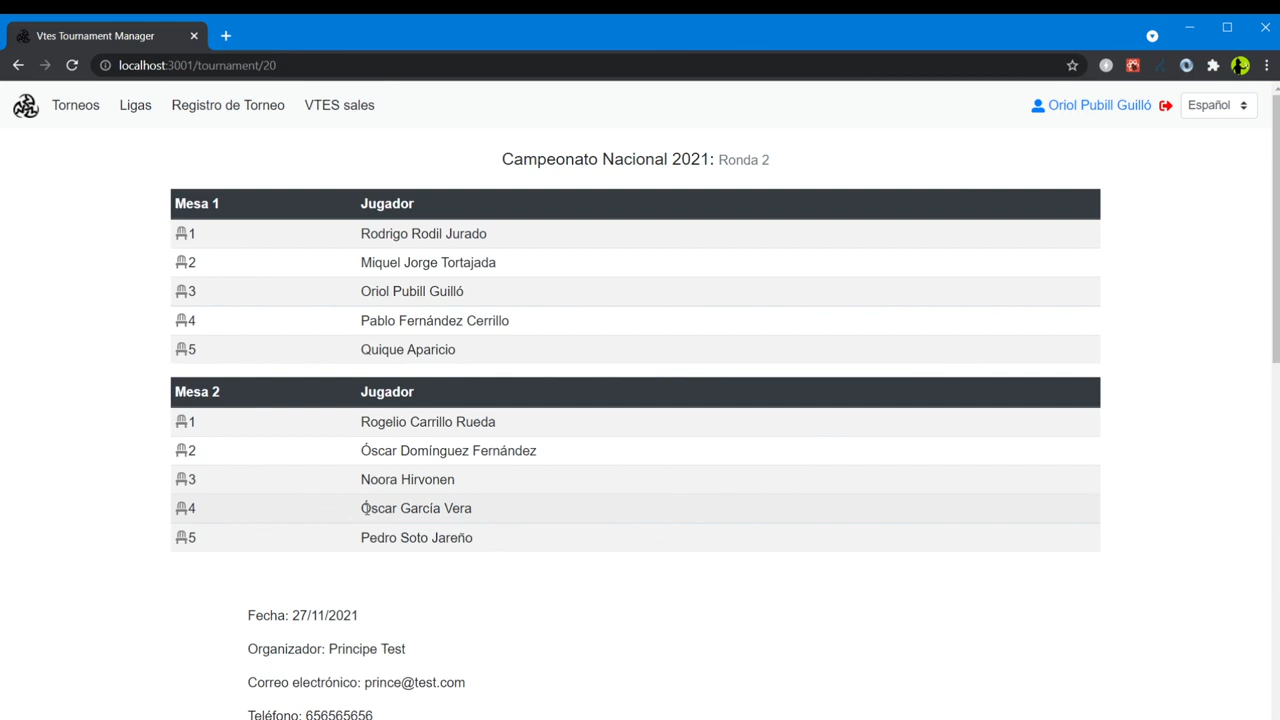 Vtes Tournament Manager
localhost:3001/tournament/20
Torneos Ligas Registro de Torneo VTES sales Oriol Pubill Guilló Español
Campeonato Nacional 2021: Ronda 2
Mesa 1 Jugador
1 Rodrigo Rodil Jurado
2 Miquel Jorge Tortajada
3 Oriol Pubill Guilló
4 Pablo Fernández Cerrillo
5 Quique Aparicio
Mesa 2 Jugador
1 Rogelio Carrillo Rueda
2 Óscar Domínguez Fernández
3 Noora Hirvonen
4 Óscar García Vera
5 Pedro Soto Jareño
Fecha: 27/11/2021
Organizador: Principe Test
Correo electrónico: prince@test.com
Teléfono: 656565656